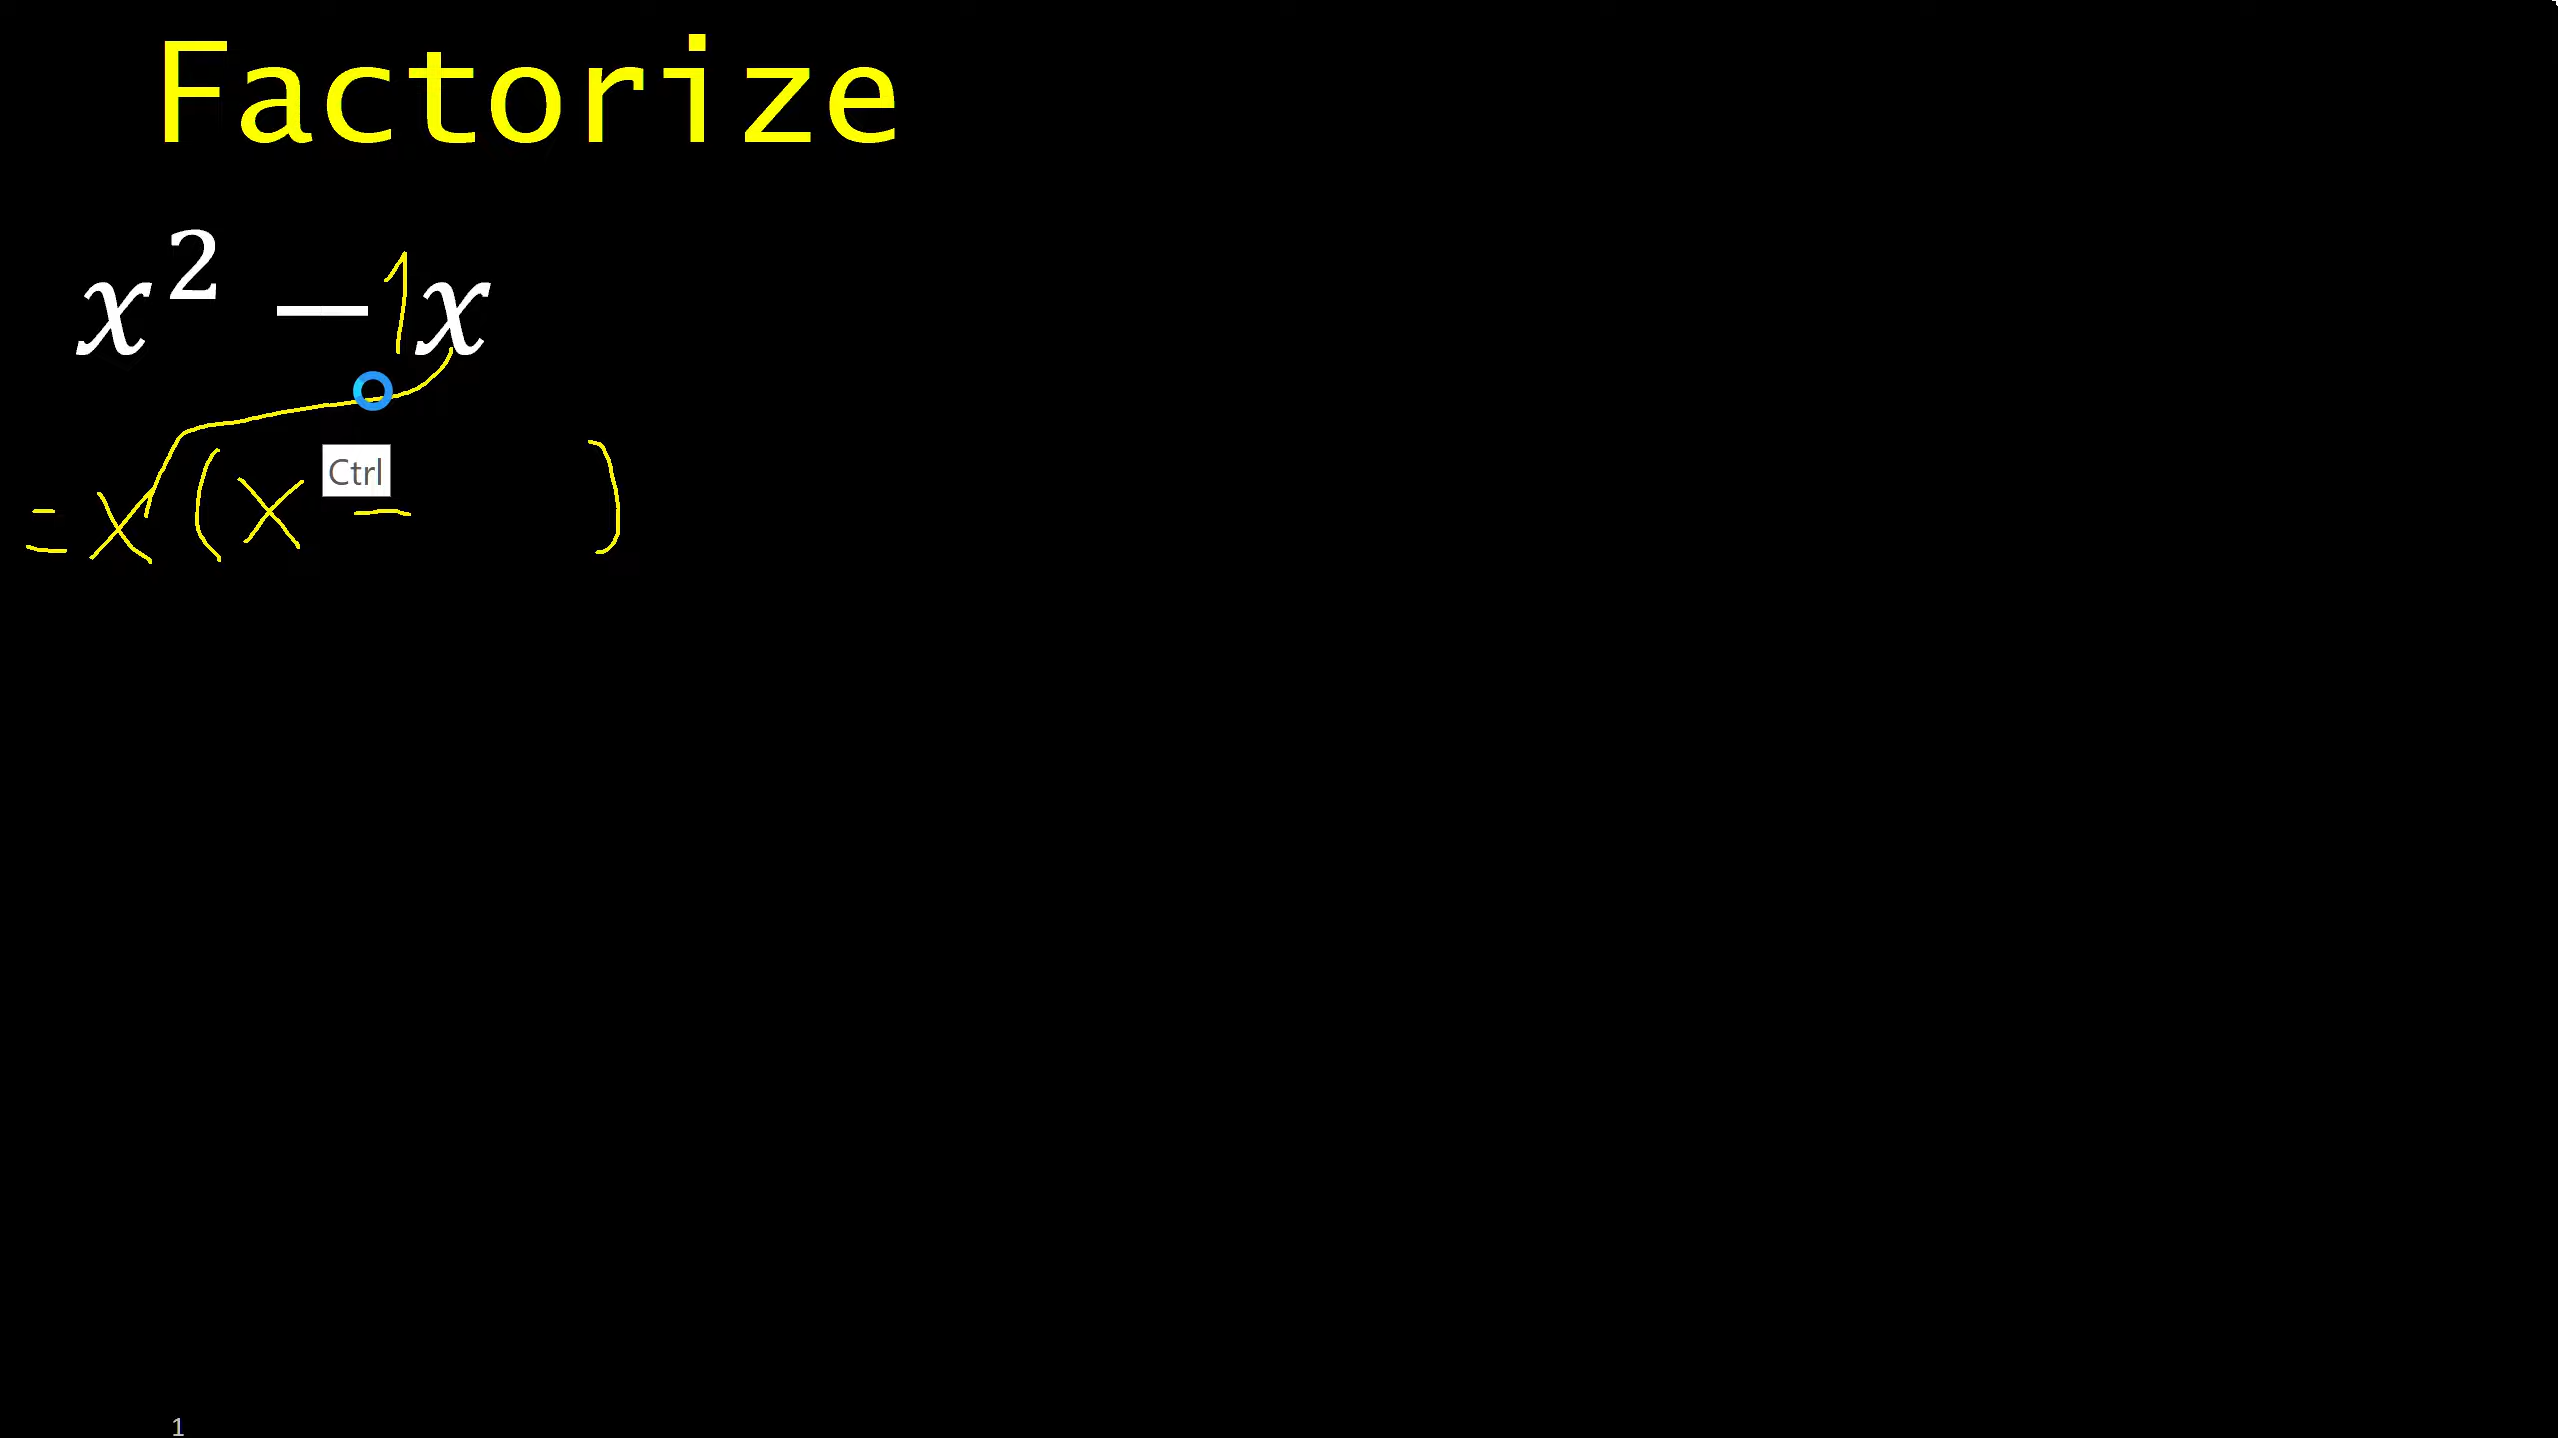 Factorize
x² − 1x
= x (x − )
Ctrl
1